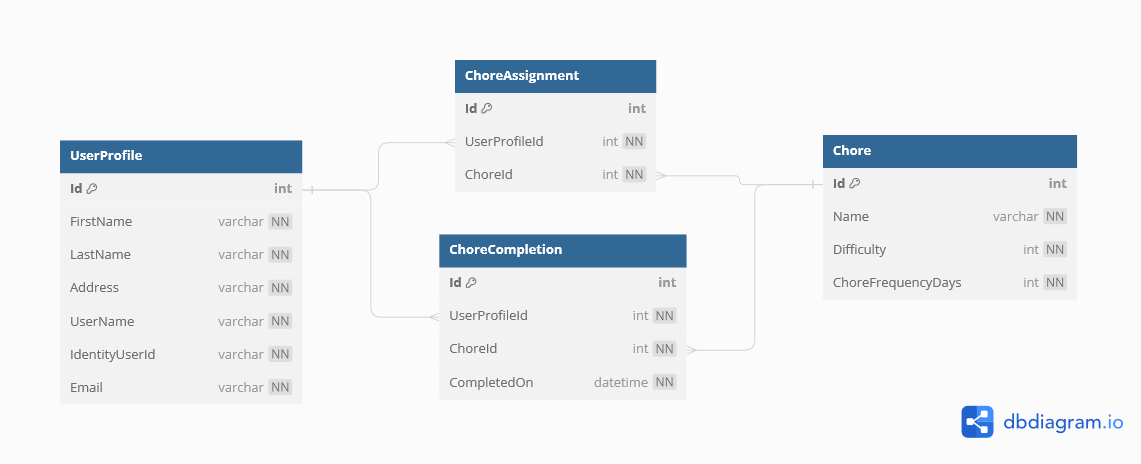 UserProfile
Id int
FirstName varchar NN
LastName varchar NN
Address varchar NN
UserName varchar NN
IdentityUserId varchar NN
Email varchar NN
ChoreAssignment
Id int
UserProfileId int NN
ChoreId int NN
ChoreCompletion
Id int
UserProfileId int NN
ChoreId int NN
CompletedOn datetime NN
Chore
Id int
Name varchar NN
Difficulty int NN
ChoreFrequencyDays int NN
dbdiagram.io